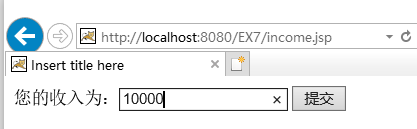 http://localhost:8080/EX7/income.jsp
Insert title here
您的收入为： 10000 提交